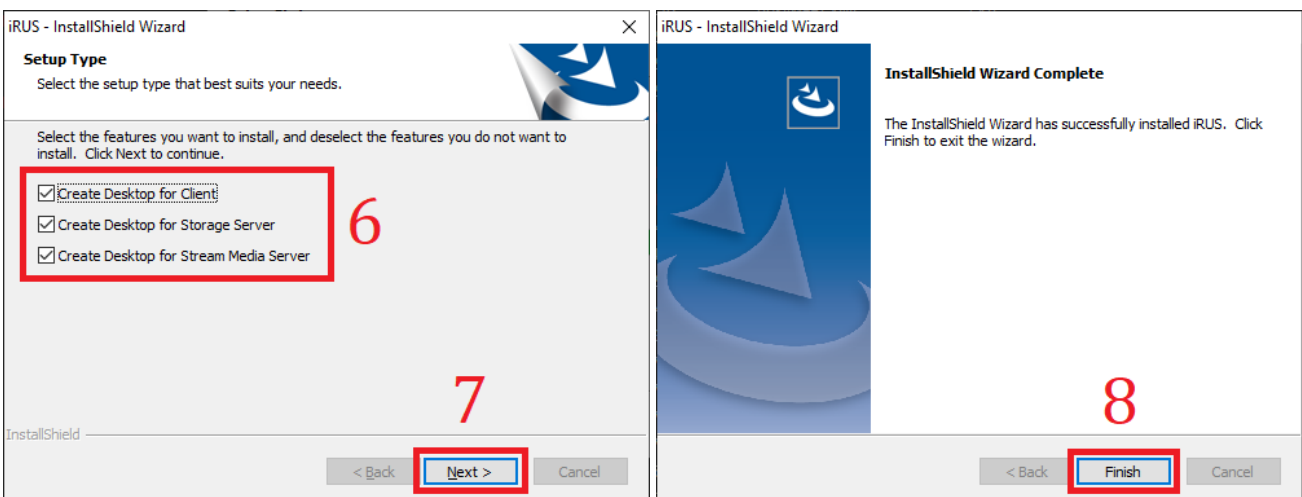 iRUS - InstallShield Wizard
Setup Type
Select the setup type that best suits your needs.
Select the features you want to install, and deselect the features you do not want to
install. Click Next to continue.
Create Desktop for Client
Create Desktop for Storage Server
Create Desktop for Stream Media Server
6
7
InstallShield
< Back
Next >
Cancel
iRUS - InstallShield Wizard
InstallShield Wizard Complete
The InstallShield Wizard has successfully installed iRUS. Click
Finish to exit the wizard.
8
< Back
Finish
Cancel